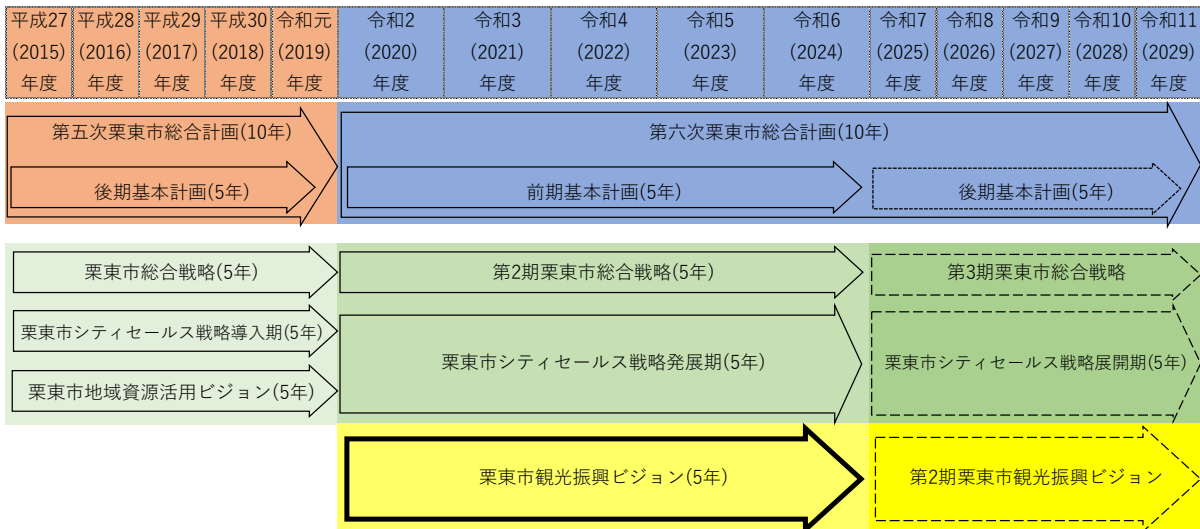 平成27 平成28 平成29 平成30 令和元 令和2 令和3 令和4 令和5 令和6 令和7 令和8 令和9 令和10 令和11
(2015) (2016) (2017) (2018) (2019) (2020) (2021) (2022) (2023) (2024) (2025) (2026) (2027) (2028) (2029)
年度 年度 年度 年度 年度 年度 年度 年度 年度 年度 年度 年度 年度 年度 年度
第五次栗東市総合計画(10年) 第六次栗東市総合計画(10年)
後期基本計画(5年) 前期基本計画(5年) 後期基本計画(5年)
栗東市総合戦略(5年) 第2期栗東市総合戦略(5年) 第3期栗東市総合戦略
栗東市シティセールス戦略導入期(5年)
栗東市シティセールス戦略発展期(5年) 栗東市シティセールス戦略展開期(5年)
栗東市地域資源活用ビジョン(5年)
栗東市観光振興ビジョン(5年) 第2期栗東市観光振興ビジョン